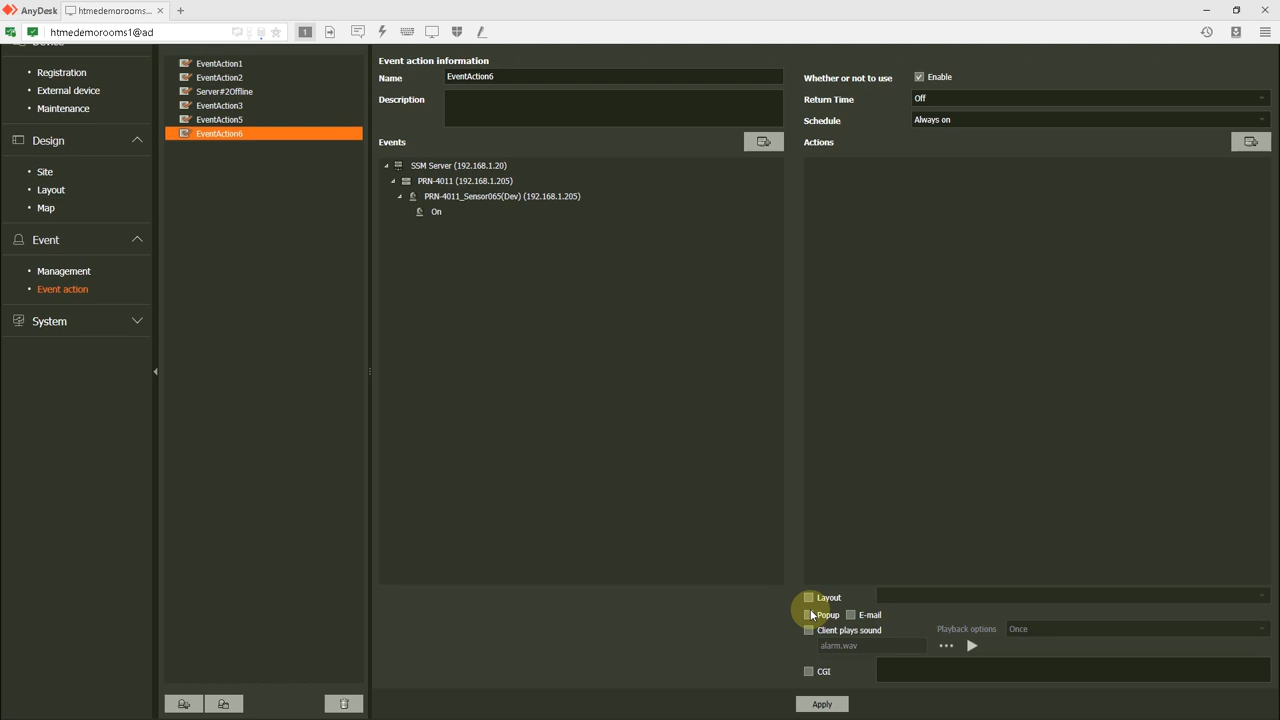 AnyDesk htmedemorooms...
htmedemorooms1@ad 1
Device
Registration
External device
Maintenance
Design
Site
Layout
Map
Event
Management
Event action
System
EventAction1
EventAction2
Server#2Offline
EventAction3
EventAction5
EventAction6
Event action information
Name EventAction6
Description
Events
SSM Server (192.168.1.20)
PRN-4011 (192.168.1.205)
PRN-4011_Sensor065(Dev) (192.168.1.205)
On
Whether or not to use Enable
Return Time Off
Schedule Always on
Actions
Layout
Popup E-mail
Client plays sound Playback options Once
alarm.wav
CGI
Apply